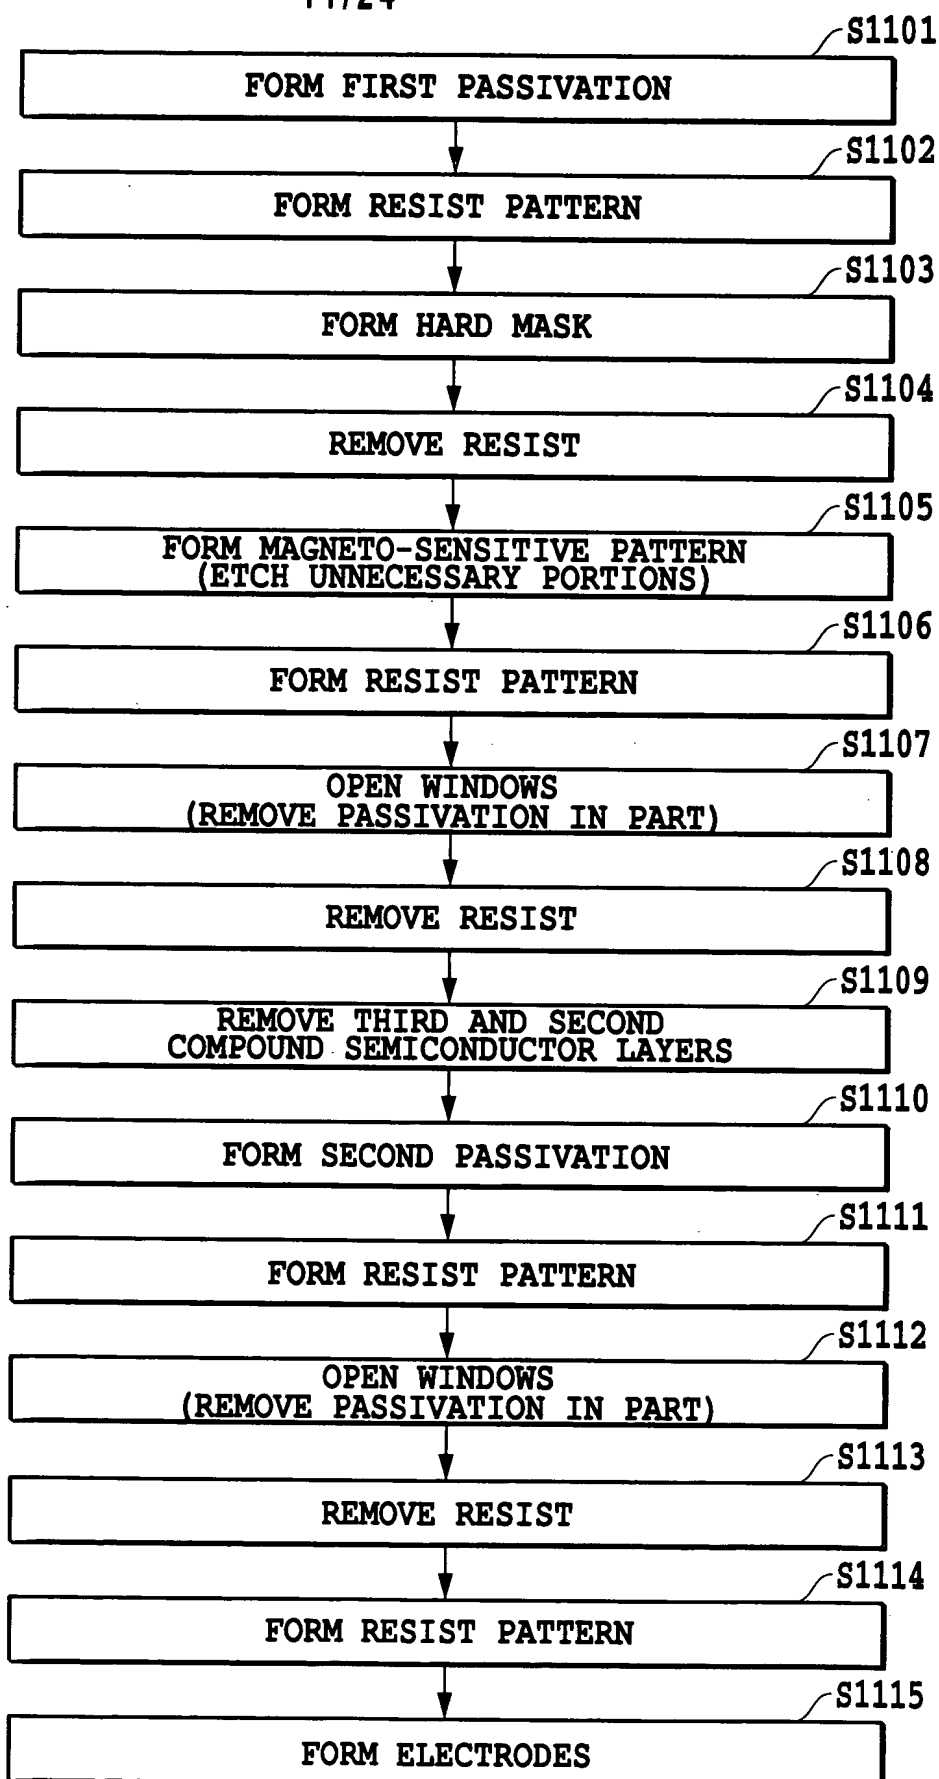 S1101
FORM FIRST PASSIVATION
S1102
FORM RESIST PATTERN
S1103
FORM HARD MASK
S1104
REMOVE RESIST
S1105
FORM MAGNETO-SENSITIVE PATTERN
(ETCH UNNECESSARY PORTIONS)
S1106
FORM RESIST PATTERN
S1107
OPEN WINDOWS
(REMOVE PASSIVATION IN PART)
S1108
REMOVE RESIST
S1109
REMOVE THIRD AND SECOND
COMPOUND SEMICONDUCTOR LAYERS
S1110
FORM SECOND PASSIVATION
S1111
FORM RESIST PATTERN
S1112
OPEN WINDOWS
(REMOVE PASSIVATION IN PART)
S1113
REMOVE RESIST
S1114
FORM RESIST PATTERN
S1115
FORM ELECTRODES